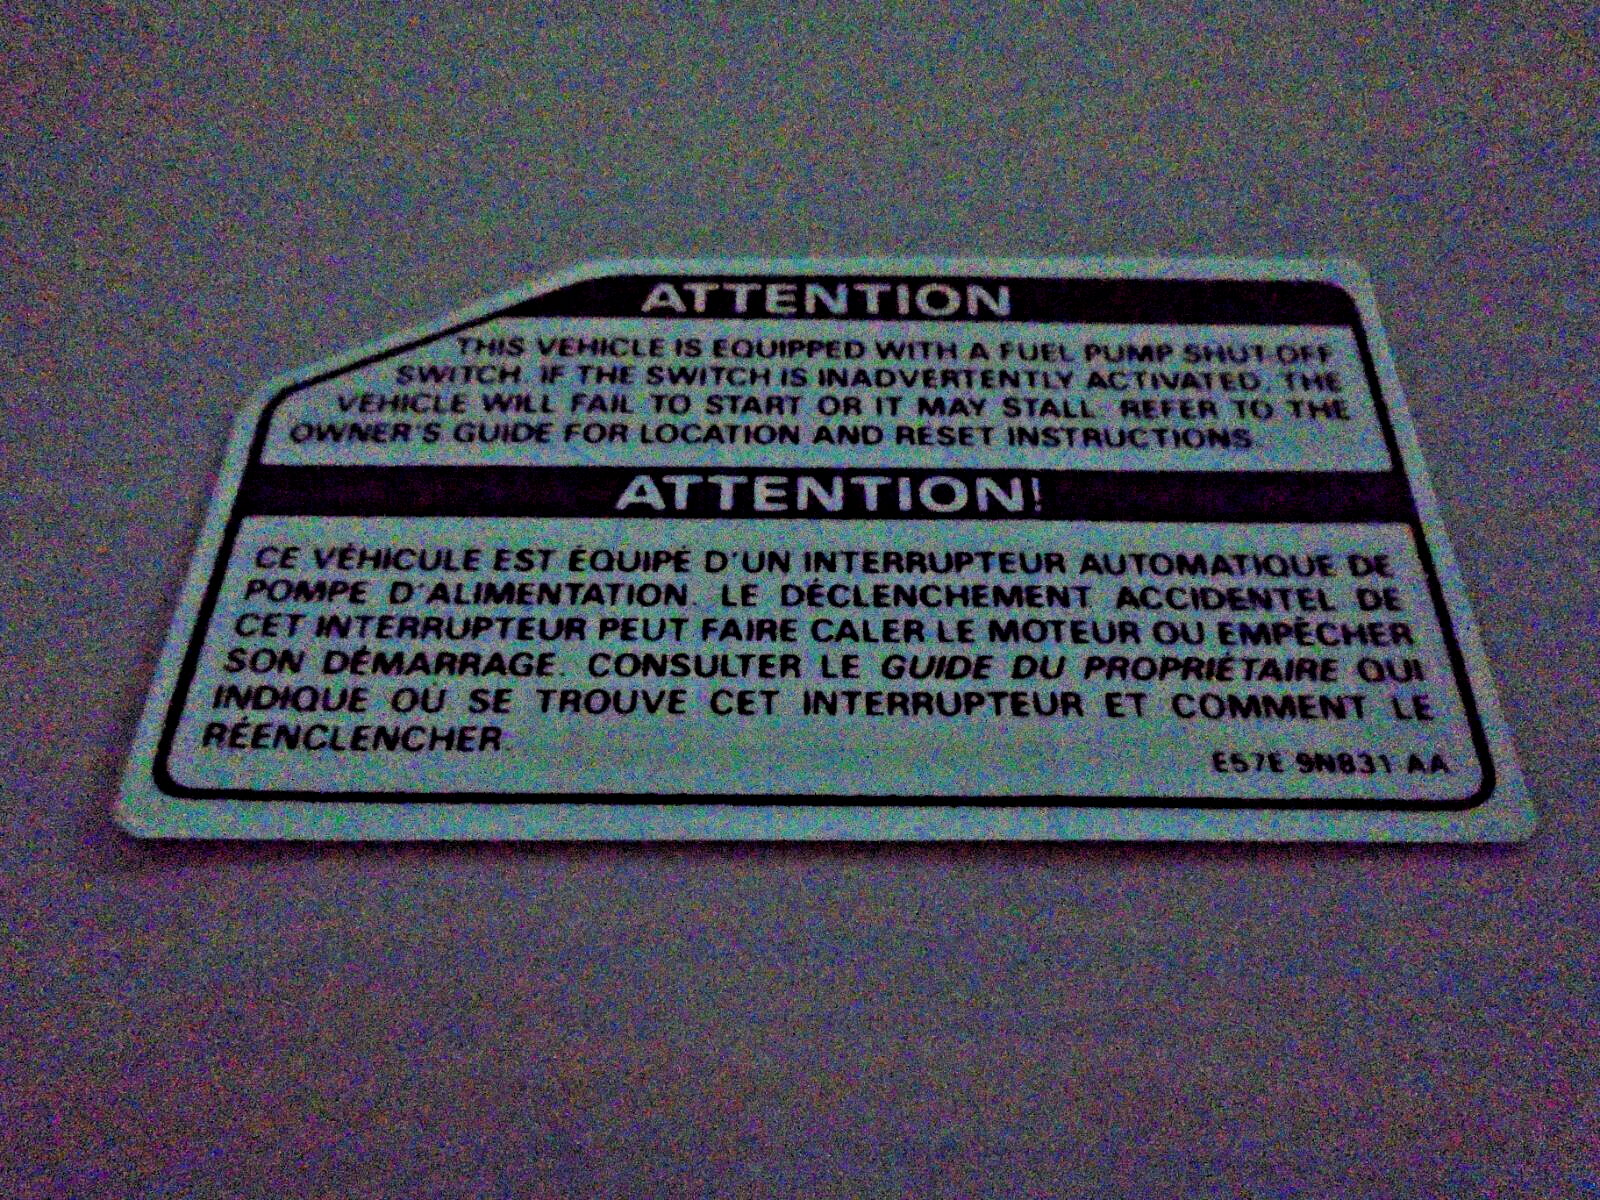 ATTENTION
THIS VEHICLE IS EQUIPPED WITH A FUEL PUMP SHUT-OFF
SWITCH. IF THE SWITCH IS INADVERTENTLY ACTIVATED, THE
VEHICLE WILL FAIL TO START OR IT MAY STALL. REFER TO THE
OWNER'S GUIDE FOR LOCATION AND RESET INSTRUCTIONS.
ATTENTION!
CE VÉHICULE EST ÉQUIPÉ D'UN INTERRUPTEUR AUTOMATIQUE DE
POMPE D'ALIMENTATION. LE DÉCLENCHEMENT ACCIDENTEL DE
CET INTERRUPTEUR PEUT FAIRE CALER LE MOTEUR OU EMPÊCHER
SON DÉMARRAGE. CONSULTER LE GUIDE DU PROPRIÉTAIRE QUI
INDIQUE OÙ SE TROUVE CET INTERRUPTEUR ET COMMENT LE
RÉENCLENCHER.
E57E 9N831 AA